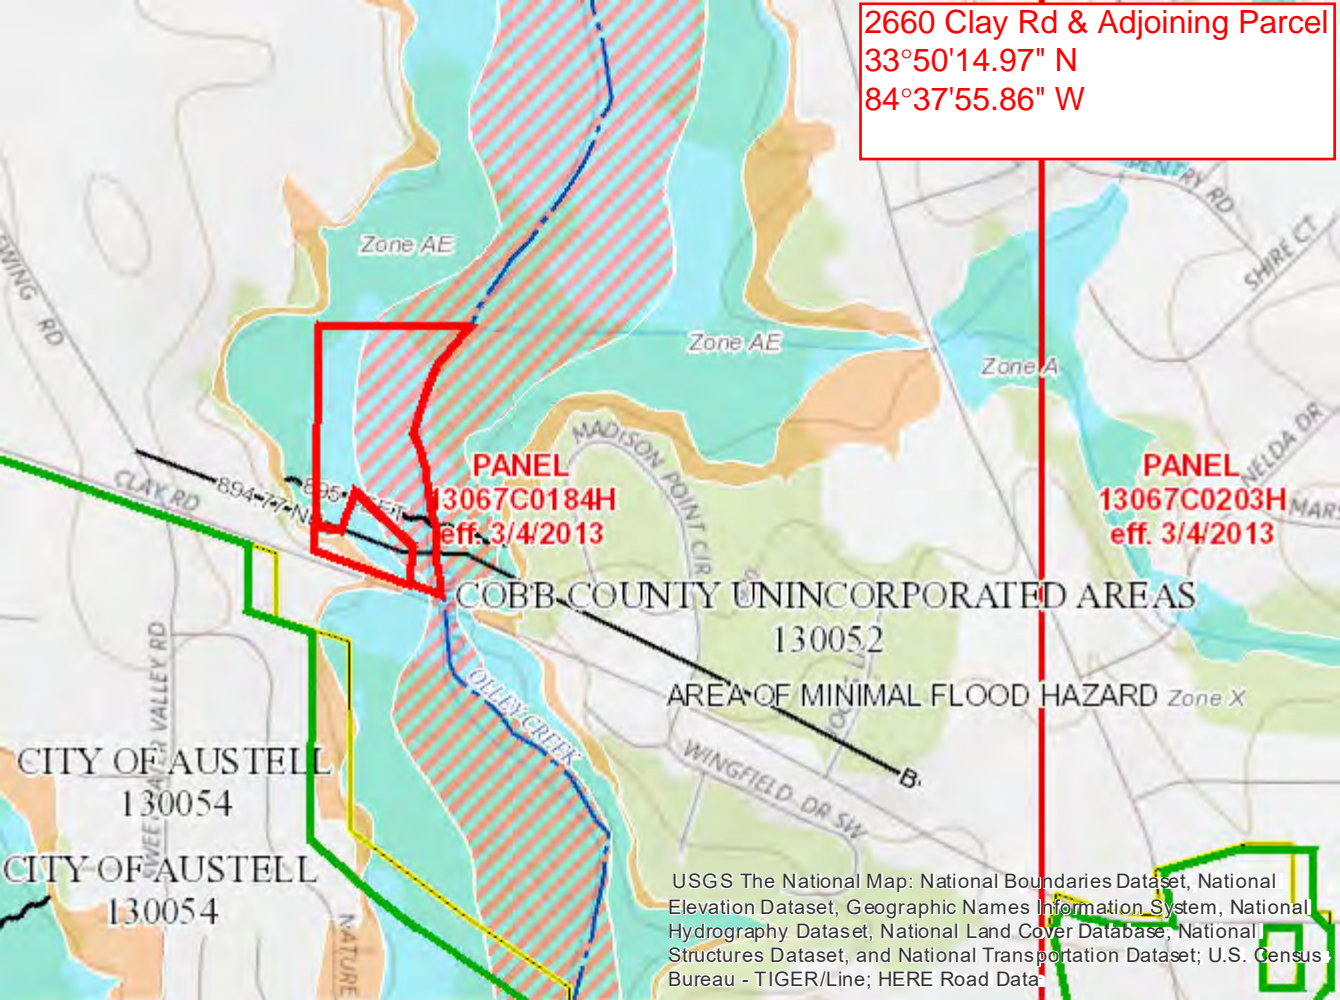 2660 Clay Rd & Adjoining Parcel
33°50'14.97" N
84°37'55.86" W
PENTRY RD
SHIRE CT
EWING RD
Zone AE
Zone AE
Zone A
NELDA DR
MADISON POINT CIR
PANEL
13067C0184H
eff. 3/4/2013
PANEL
13067C0203H
eff. 3/4/2013
CLAY RD
COBB COUNTY UNINCORPORATED AREAS
130052
AREA OF MINIMAL FLOOD HAZARD Zone X
OLLEY CREEK
WINGFIELD DR SW
B
CITY OF AUSTELL
130054
CITY OF AUSTELL
130054
NATURE
USGS The National Map: National Boundaries Dataset, National
Elevation Dataset, Geographic Names Information System, National
Hydrography Dataset, National Land Cover Database, National
Structures Dataset, and National Transportation Dataset; U.S. Census
Bureau - TIGER/Line; HERE Road Data